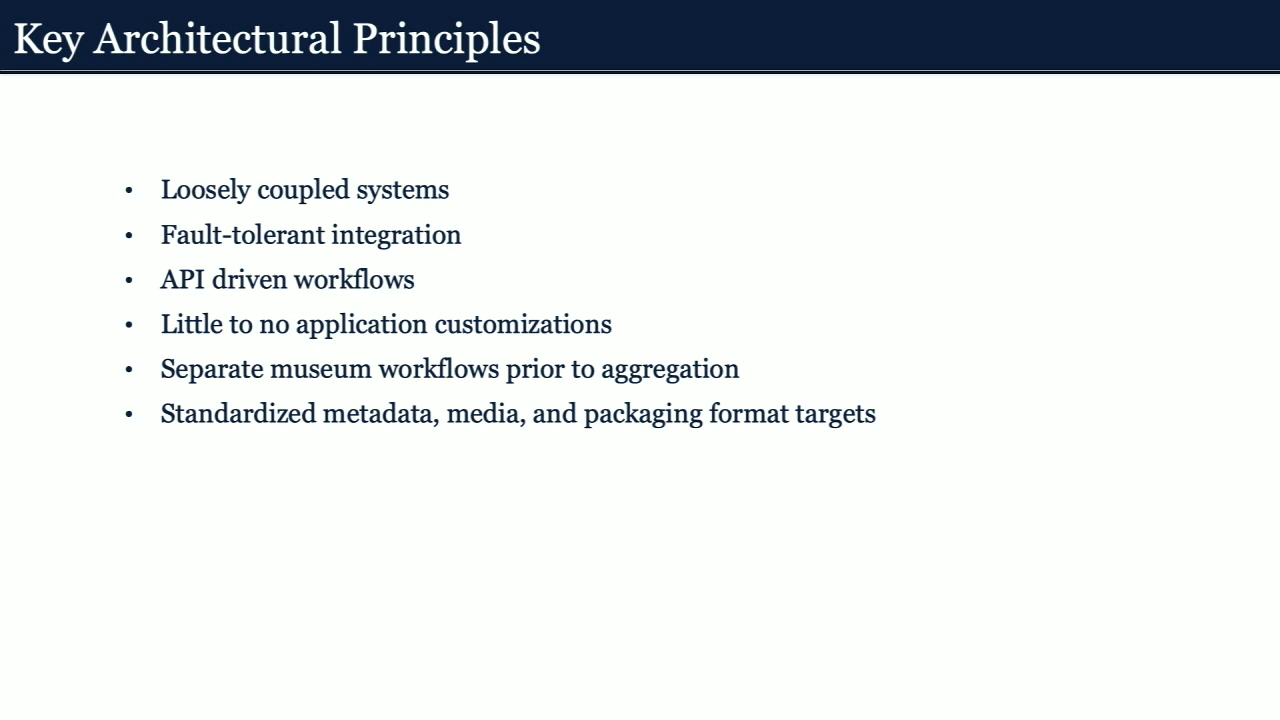 Key Architectural Principles
• Loosely coupled systems
• Fault-tolerant integration
• API driven workflows
• Little to no application customizations
• Separate museum workflows prior to aggregation
• Standardized metadata, media, and packaging format targets